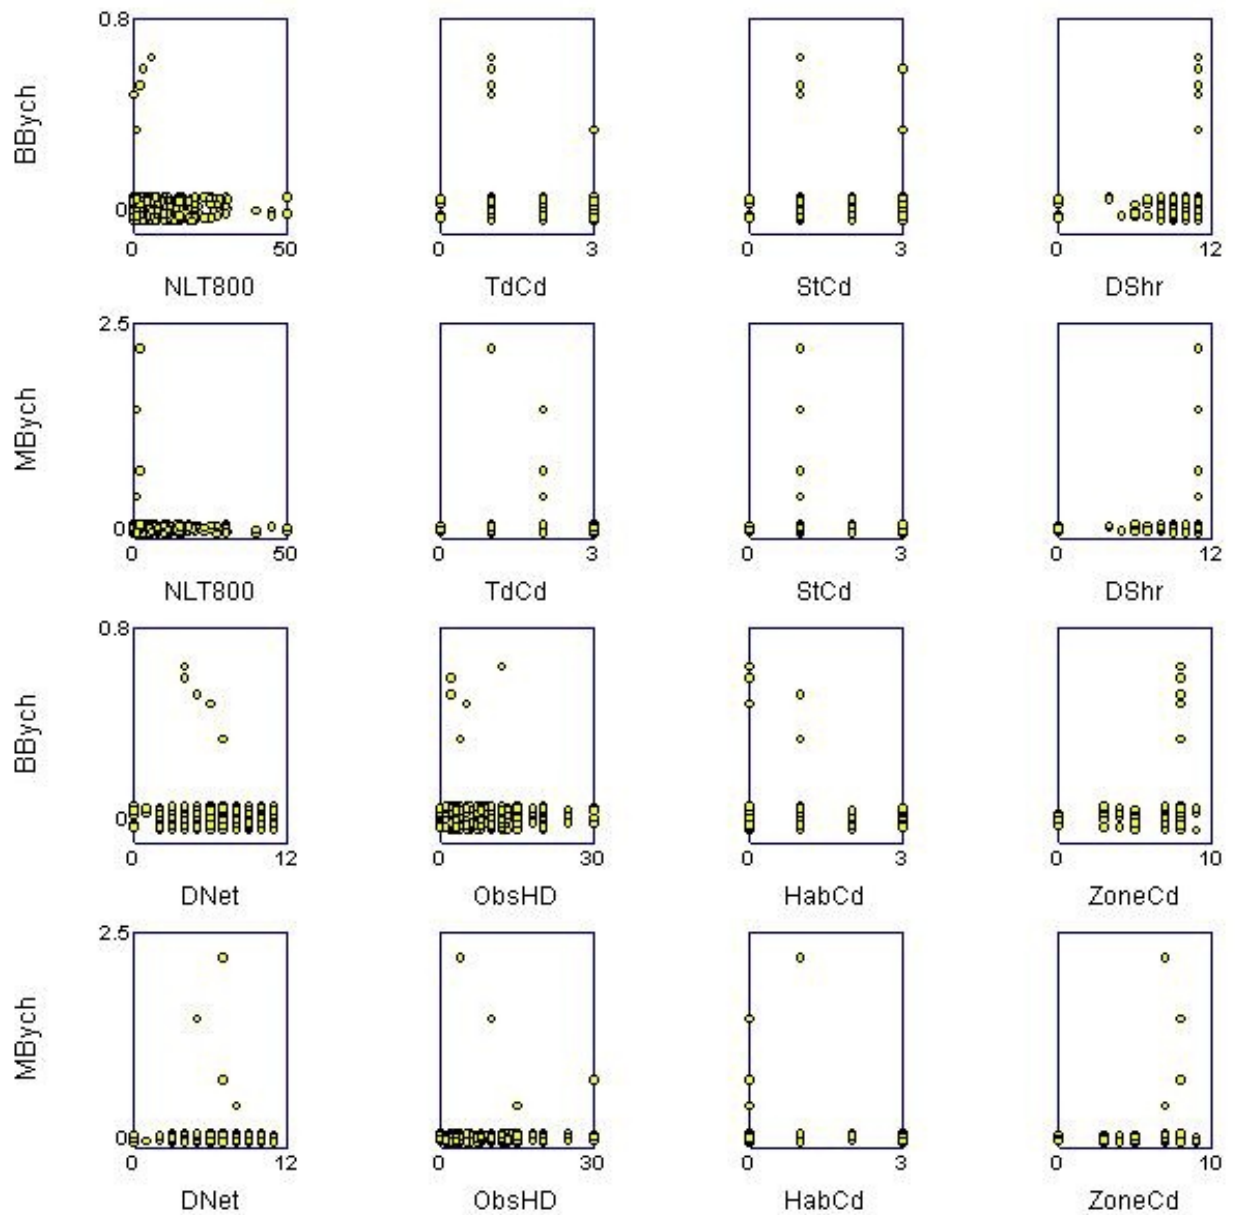 0.8
BBych
0
0 50 0 3 0 3 0 12
NLT800 TdCd StCd DShr
2.5
MBych
0
0 50 0 3 0 3 0 12
NLT800 TdCd StCd DShr
0.8
BBych
0
0 12 0 30 0 3 0 10
DNet ObsHD HabCd ZoneCd
2.5
MBych
0
0 12 0 30 0 3 0 10
DNet ObsHD HabCd ZoneCd